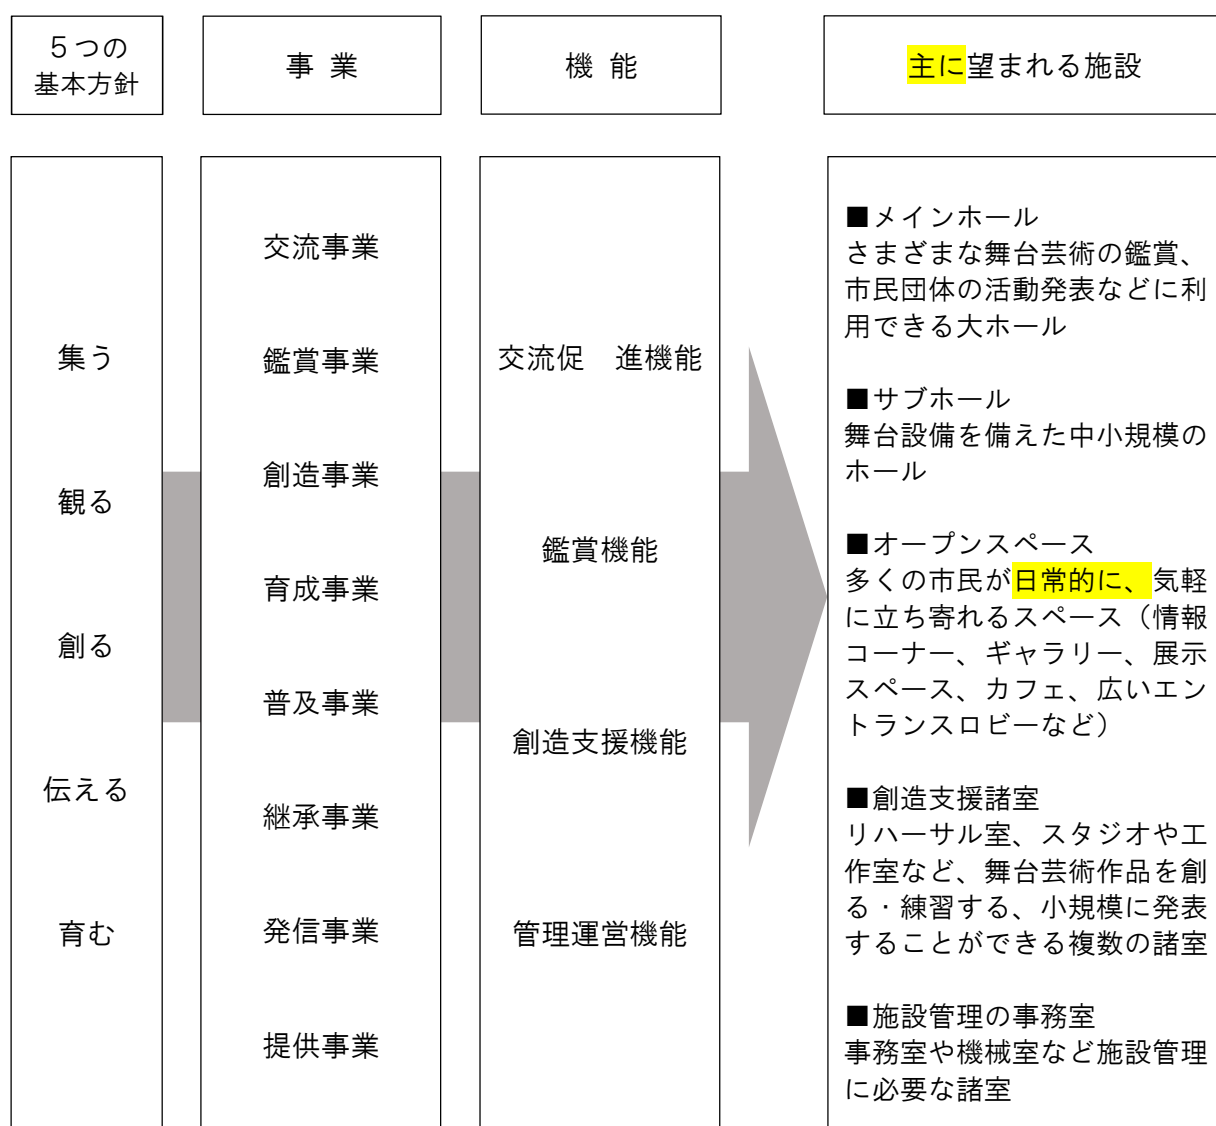 ５つの
基本方針
事 業
機 能
主に望まれる施設
集う
観る
創る
伝える
育む
交流事業
鑑賞事業
創造事業
育成事業
普及事業
継承事業
発信事業
提供事業
交流促　進機能
鑑賞機能
創造支援機能
管理運営機能
■メインホール
さまざまな舞台芸術の鑑賞、
市民団体の活動発表などに利
用できる大ホール
■サブホール
舞台設備を備えた中小規模の
ホール
■オープンスペース
多くの市民が日常的に、気軽
に立ち寄れるスペース（情報
コーナー、ギャラリー、展示
スペース、カフェ、広いエン
トランスロビーなど）
■創造支援諸室
リハーサル室、スタジオや工
作室など、舞台芸術作品を創
る・練習する、小規模に発表
することができる複数の諸室
■施設管理の事務室
事務室や機械室など施設管理
に必要な諸室